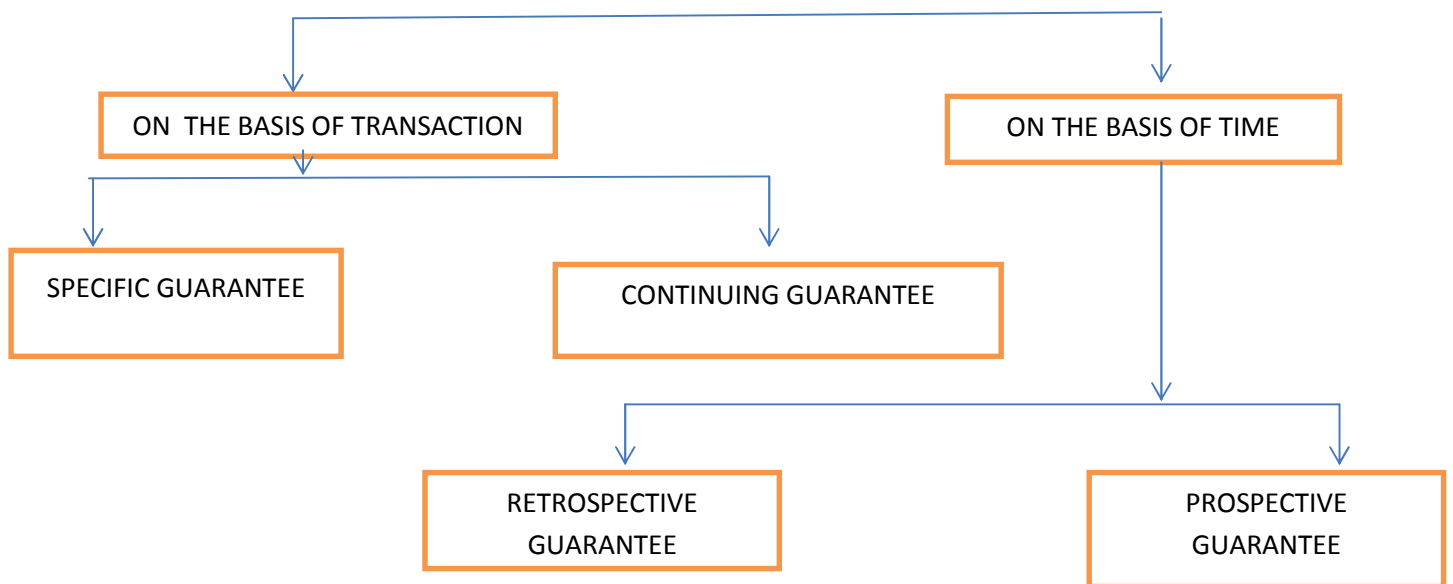 ON THE BASIS OF TRANSACTION
ON THE BASIS OF TIME
SPECIFIC GUARANTEE
CONTINUING GUARANTEE
RETROSPECTIVE
GUARANTEE
PROSPECTIVE
GUARANTEE